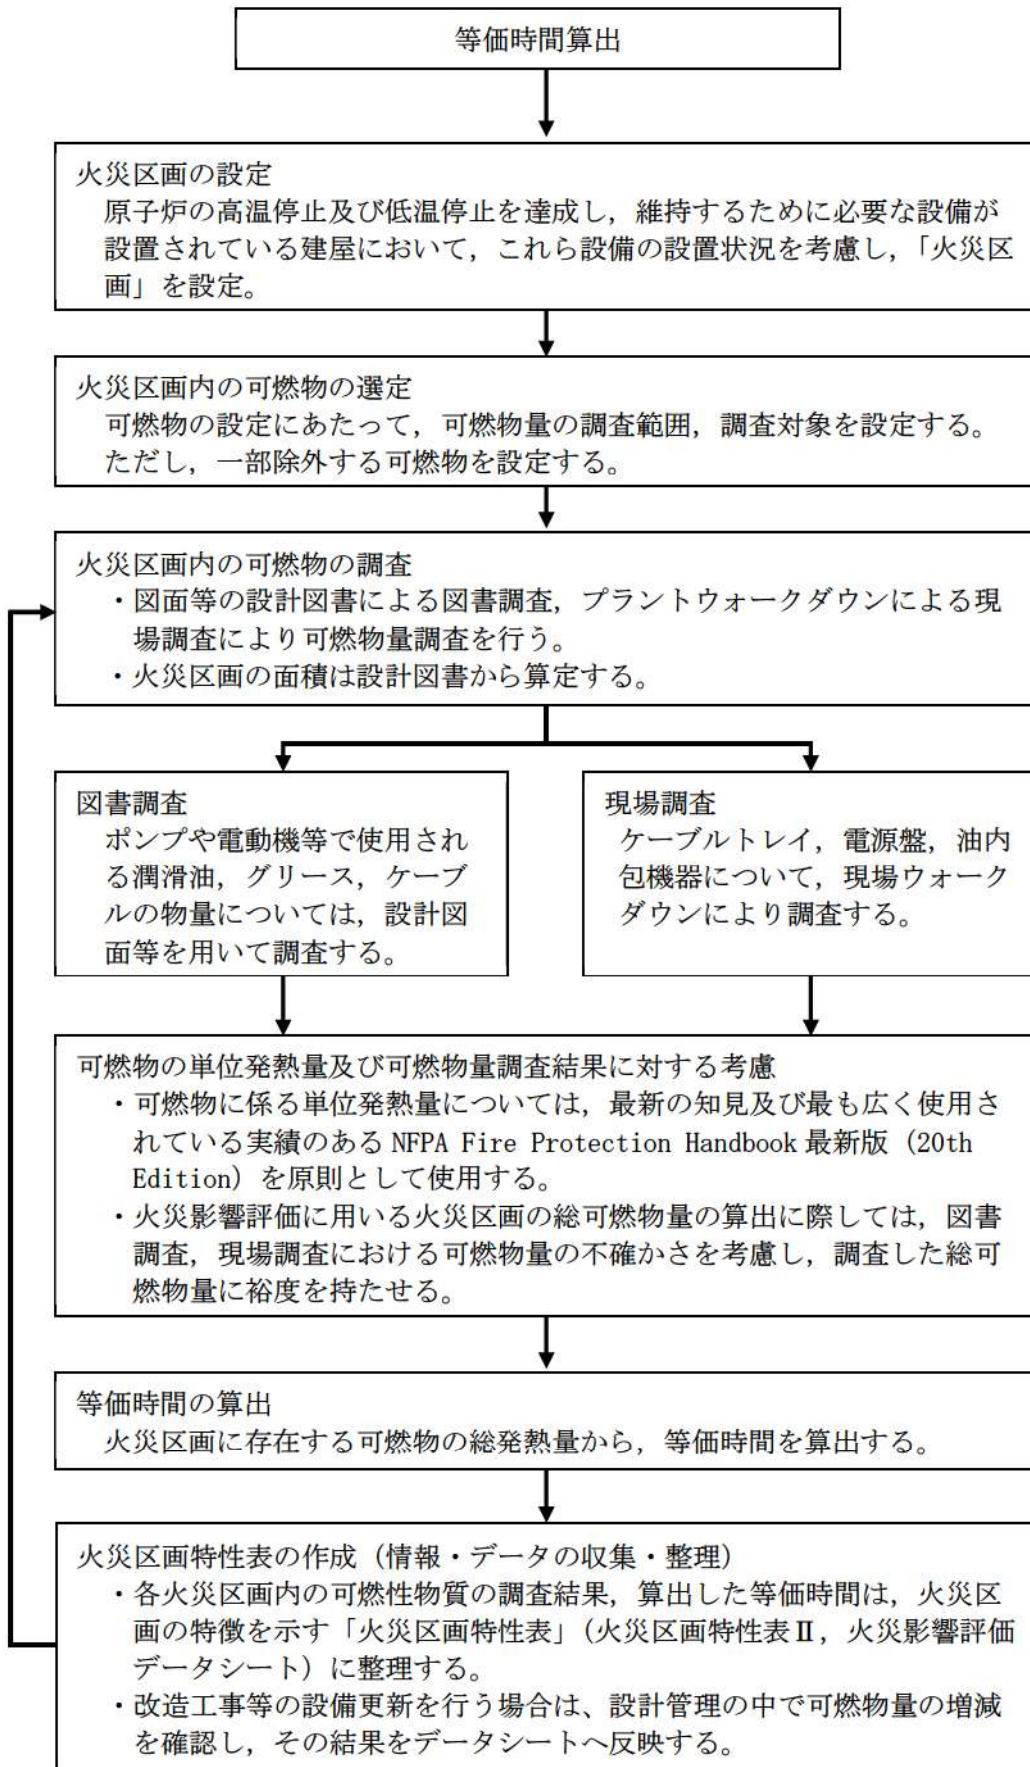 等価時間算出
火災区画の設定
原子炉の高温停止及び低温停止を達成し，維持するために必要な設備が
設置されている建屋において，これら設備の設置状況を考慮し，「火災区
画」を設定。
火災区画内の可燃物の選定
可燃物の設定にあたって，可燃物量の調査範囲，調査対象を設定する。
ただし，一部除外する可燃物を設定する。
火災区画内の可燃物の調査
・図面等の設計図書による図書調査，プラントウォークダウンによる現
場調査により可燃物量調査を行う。
・火災区画の面積は設計図書から算定する。
図書調査
ポンプや電動機等で使用され
る潤滑油，グリース，ケーブ
ルの物量については，設計図
面等を用いて調査する。
現場調査
ケーブルトレイ，電源盤，油内
包機器について，現場ウォーク
ダウンにより調査する。
可燃物の単位発熱量及び可燃物量調査結果に対する考慮
・可燃物に係る単位発熱量については，最新の知見及び最も広く使用さ
れている実績のある NFPA Fire Protection Handbook 最新版（20th
Edition）を原則として使用する。
・火災影響評価に用いる火災区画の総可燃物量の算出に際しては，図書
調査，現場調査における可燃物量の不確かさを考慮し，調査した総可
燃物量に裕度を持たせる。
等価時間の算出
火災区画に存在する可燃物の総発熱量から，等価時間を算出する。
火災区画特性表の作成（情報・データの収集・整理）
・各火災区画内の可燃性物質の調査結果，算出した等価時間は，火災区
画の特徴を示す「火災区画特性表」（火災区画特性表Ⅱ，火災影響評価
データシート）に整理する。
・改造工事等の設備更新を行う場合は、設計管理の中で可燃物量の増減
を確認し，その結果をデータシートへ反映する。